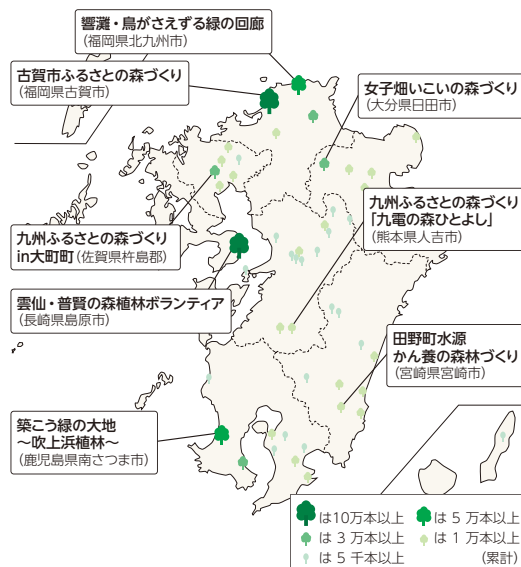 響灘・鳥がさえずる緑の回廊
(福岡県北九州市)
古賀市ふるさとの森づくり
(福岡県古賀市)
女子畑いこいの森づくり
(大分県日田市)
九州ふるさとの森づくり
「九電の森ひとよし」
(熊本県人吉市)
九州ふるさとの森づくり
in大町町(佐賀県杵島郡)
雲仙・普賢の森植林ボランティア
(長崎県島原市)
田野町水源
かん養の森林づくり
(宮崎県宮崎市)
築こう緑の大地
～吹上浜植林～
(鹿児島県南さつま市)
は10万本以上 は 5 万本以上
は 3 万本以上 は 1 万本以上
は 5 千本以上 (累計)